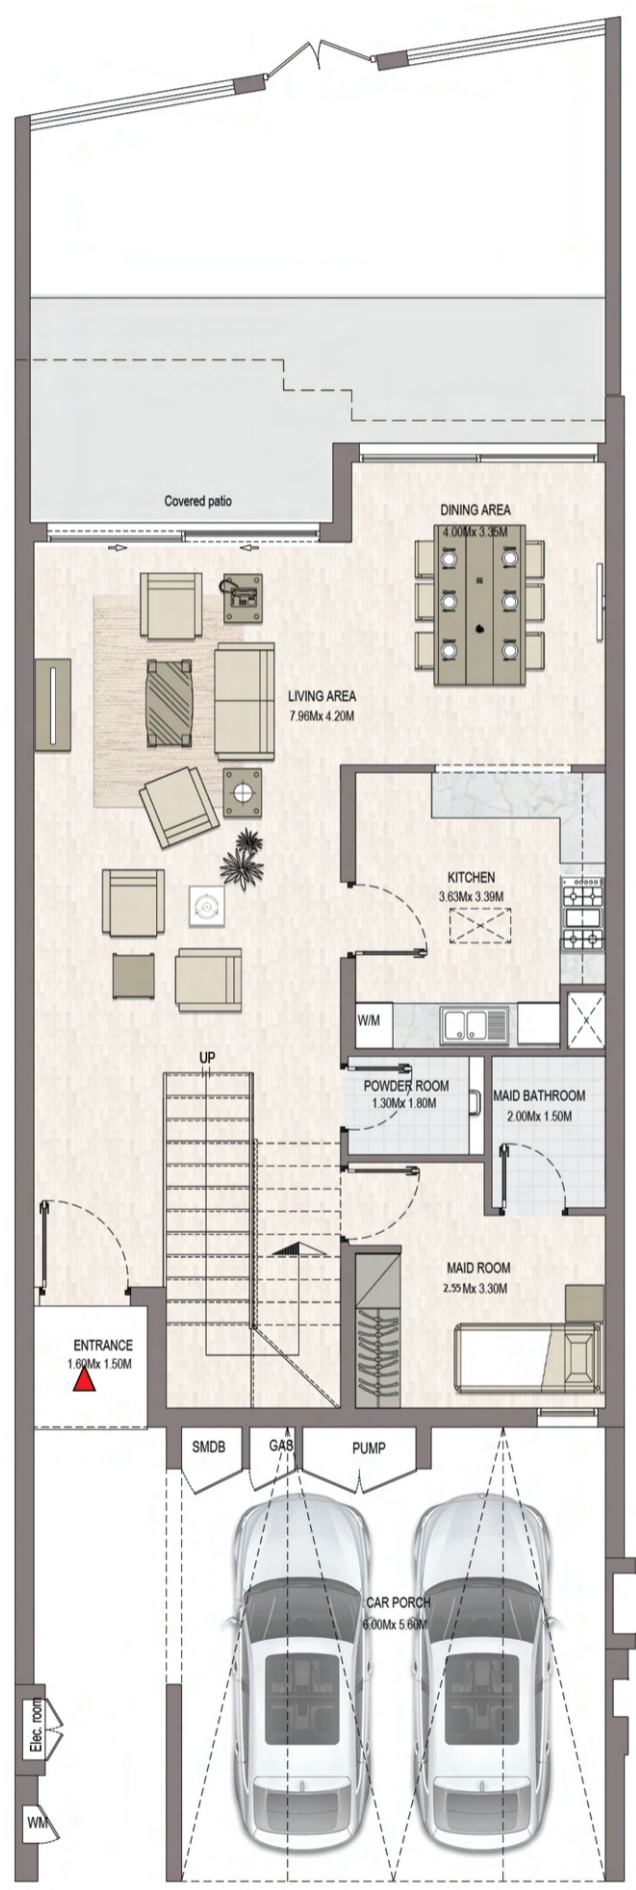 Covered patio
DINING AREA
4.00Mx 3.35M
LIVING AREA
7.96Mx 4.20M
KITCHEN
3.63Mx 3.39M
W/M
UP
POWDER ROOM
1.30Mx 1.80M
MAID BATHROOM
2.00Mx 1.50M
MAID ROOM
2.55 Mx 3.30M
ENTRANCE
1.60Mx 1.50M
SMDB
GAS
PUMP
CAR PORCH
6.00Mx 5.60M
Elec. room
WM